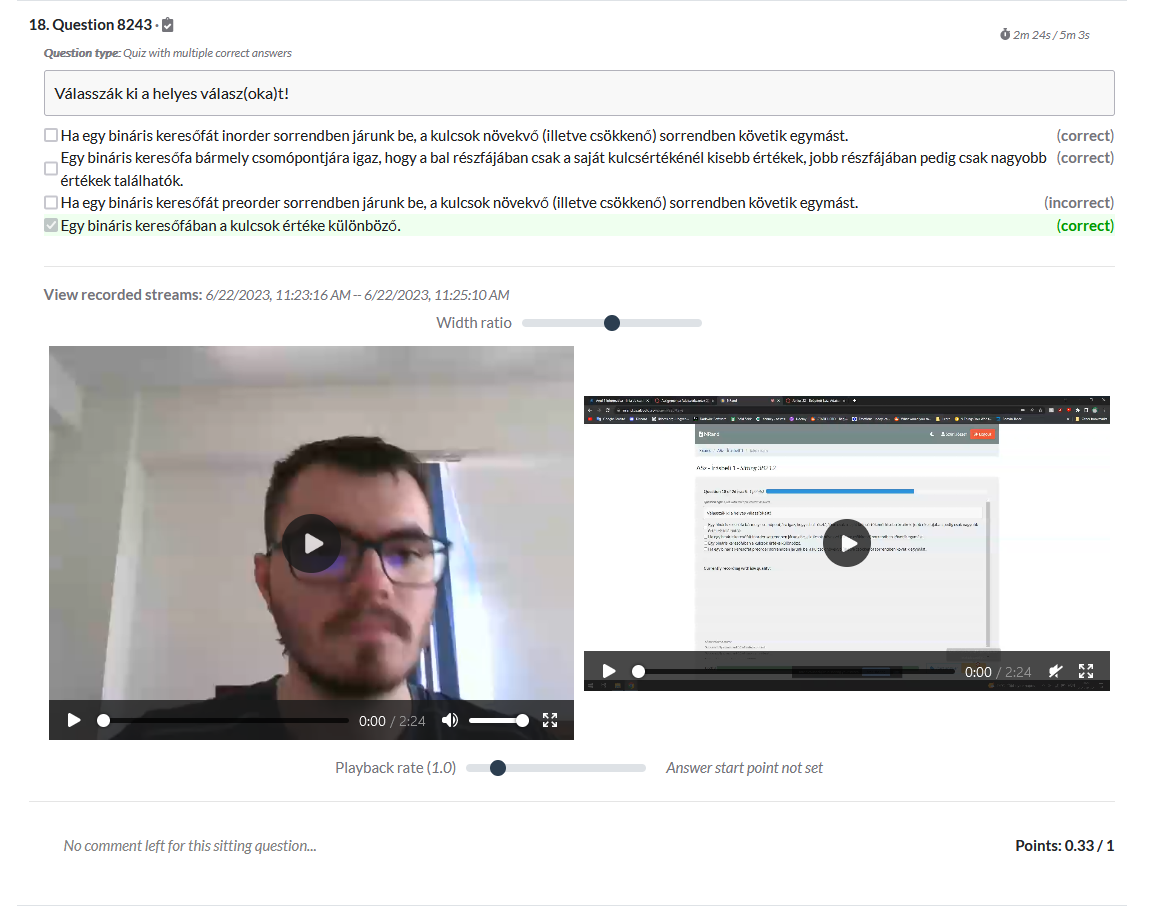 18. Question 8243 ·
2m 24s / 5m 3s
Question type: Quiz with multiple correct answers
Válasszák ki a helyes válasz(oka)t!
Ha egy bináris keresőfát inorder sorrendben járunk be, a kulcsok növekvő (illetve csökkenő) sorrendben követik egymást. (correct)
Egy bináris keresőfa bármely csomópontjára igaz, hogy a bal részfájában csak a saját kulcsértékénél kisebb értékek, jobb részfájában pedig csak nagyobb (correct)
értékek találhatók.
Ha egy bináris keresőfát preorder sorrendben járunk be, a kulcsok növekvő (illetve csökkenő) sorrendben követik egymást. (incorrect)
Egy bináris keresőfában a kulcsok értéke különböző. (correct)
View recorded streams: 6/22/2023, 11:23:16 AM -- 6/22/2023, 11:25:10 AM
Width ratio
Currently recording with quality:
0:00 / 2:24
0:00 / 2:24
Playback rate (1.0)
Answer start point not set
No comment left for this sitting question...
Points: 0.33 / 1